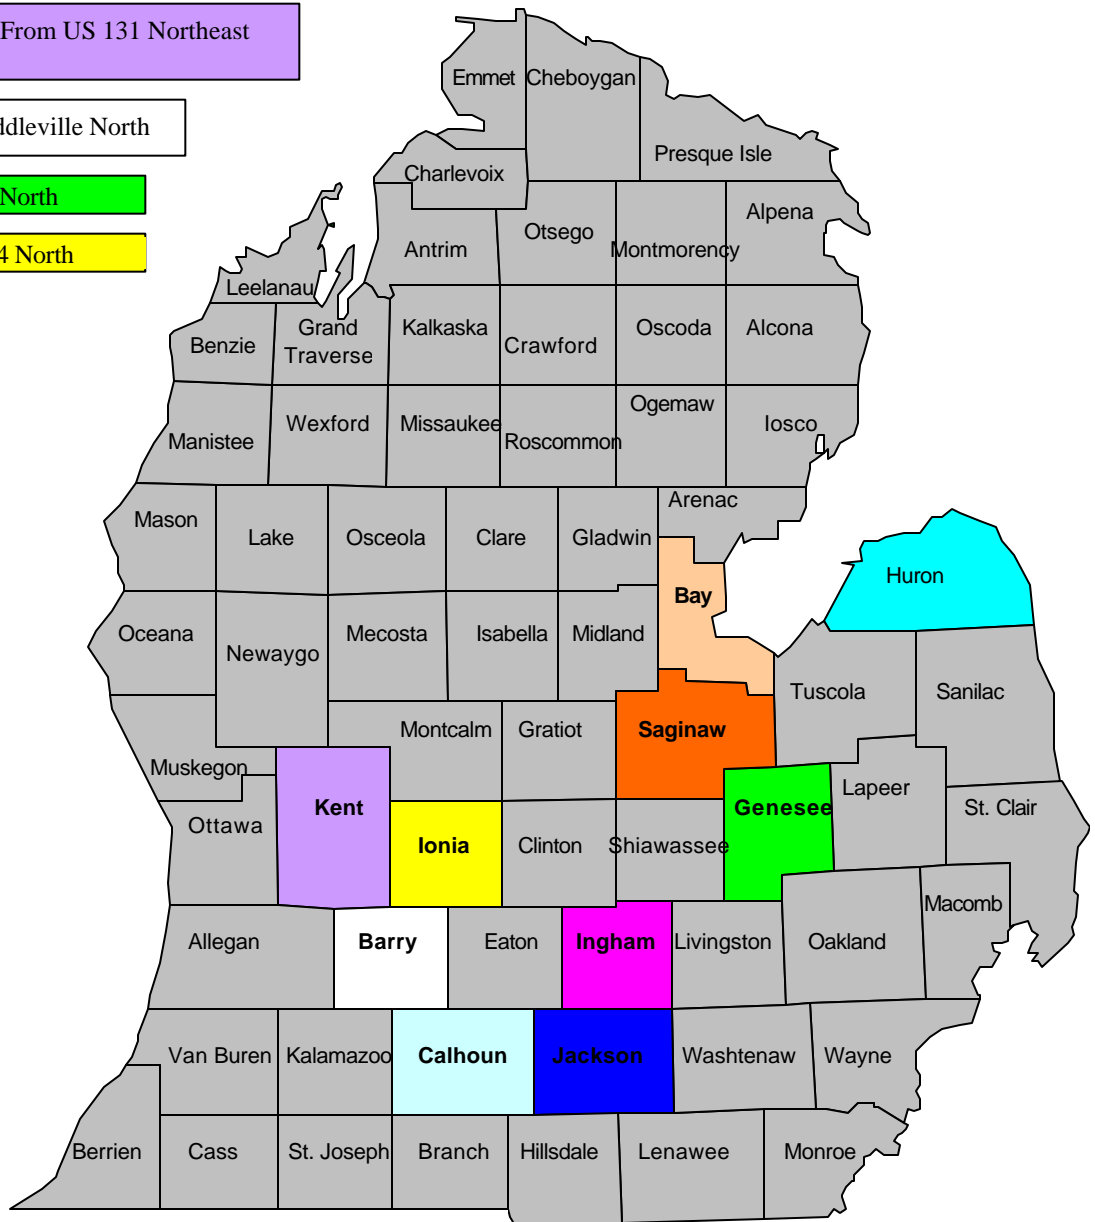 From US 131 Northeast
ddleville North
North
4 North
Emmet Cheboygan
Presque Isle
Charlevoix
Alpena
Otsego
Antrim
Montmorency
Leelanau
Grand
Traverse
Kalkaska
Oscoda
Alcona
Benzie
Crawford
Ogemaw
Wexford
Missaukee
Iosco
Manistee
Roscommon
Arenac
Mason
Lake
Osceola
Clare
Gladwin
Huron
Bay
Oceana
Mecosta
Isabella
Midland
Newaygo
Tuscola
Sanilac
Montcalm
Gratiot
Saginaw
Muskegon
Lapeer
Kent
Genesee
St. Clair
Ottawa
Ionia
Clinton
Shiawassee
Macomb
Allegan
Barry
Eaton
Ingham
Livingston
Oakland
Van Buren
Kalamazoo
Calhoun
Jackson
Washtenaw
Wayne
Berrien
Cass
St. Joseph
Branch
Hillsdale
Lenawee
Monroe